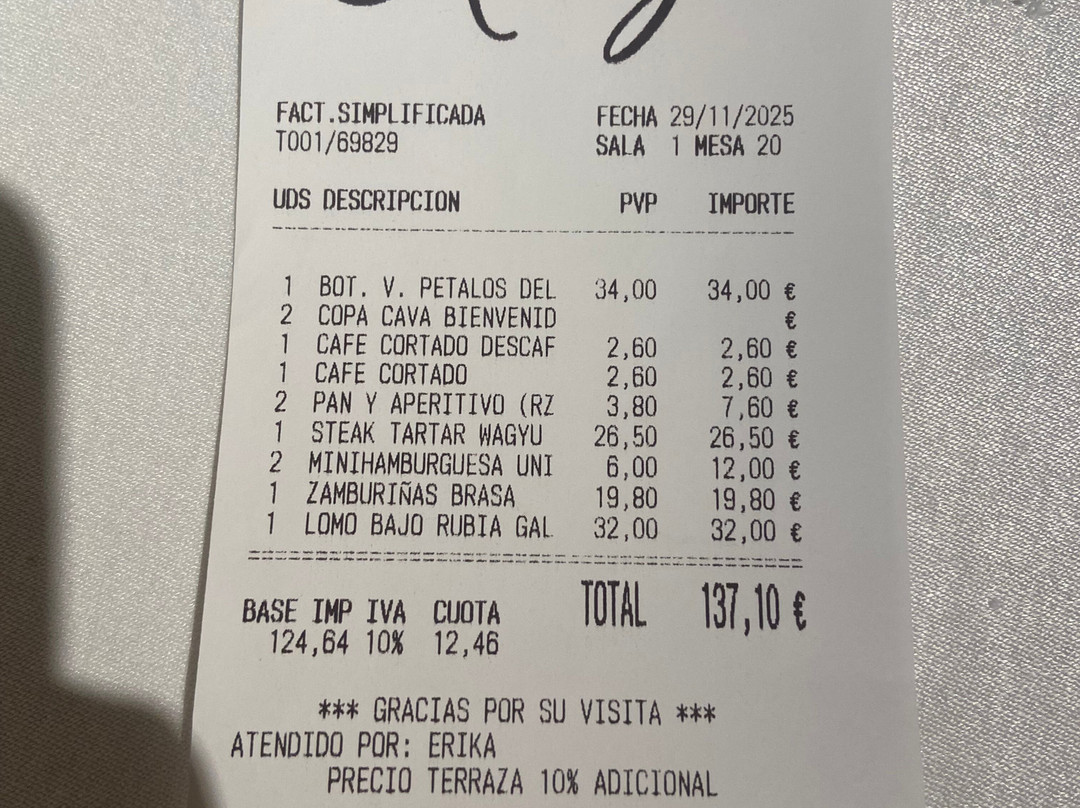 FACT.SIMPLIFICADA FECHA 29/11/2025
T001/69829 SALA 1 MESA 20
UDS DESCRIPCION PVP IMPORTE
1 BOT. V. PETALOS DEL 34,00 34,00 €
2 COPA CAVA BIENVENID €
1 CAFE CORTADO DESCAF 2,60 2,60 €
1 CAFE CORTADO 2,60 2,60 €
2 PAN Y APERITIVO (RZ 3,80 7,60 €
1 STEAK TARTAR WAGYU 26,50 26,50 €
2 MINIHAMBURGUESA UNI 6,00 12,00 €
1 ZAMBURIÑAS BRASA 19,80 19,80 €
1 LOMO BAJO RUBIA GAL 32,00 32,00 €
TOTAL 137,10 €
BASE IMP IVA CUOTA
124,64 10% 12,46
*** GRACIAS POR SU VISITA ***
ATENDIDO POR: ERIKA
PRECIO TERRAZA 10% ADICIONAL